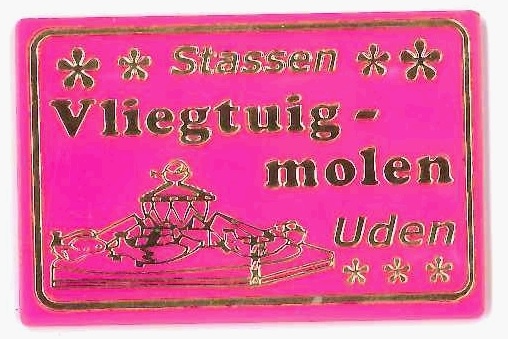 Stassen
Vliegtuig-
molen
Uden